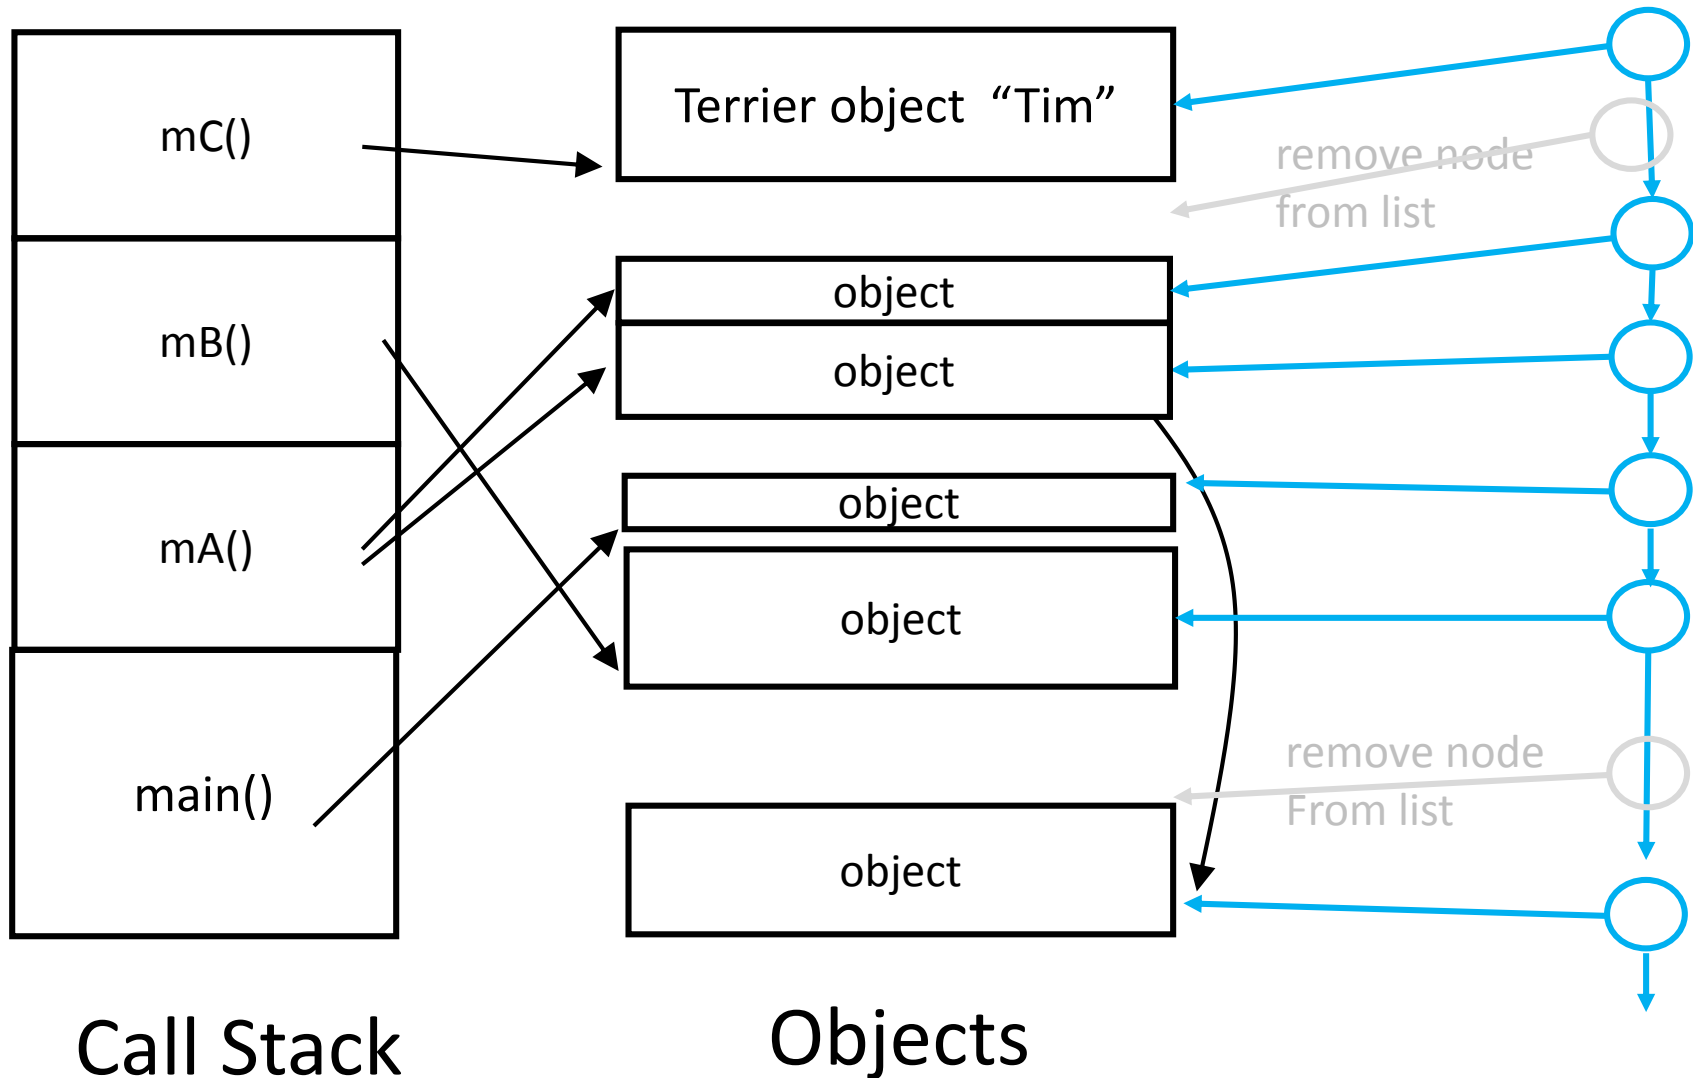 mC()
Terrier object “Tim”
remove node
from list
mB()
object
object
mA()
object
object
main()
remove node
From list
object
Call Stack
Objects